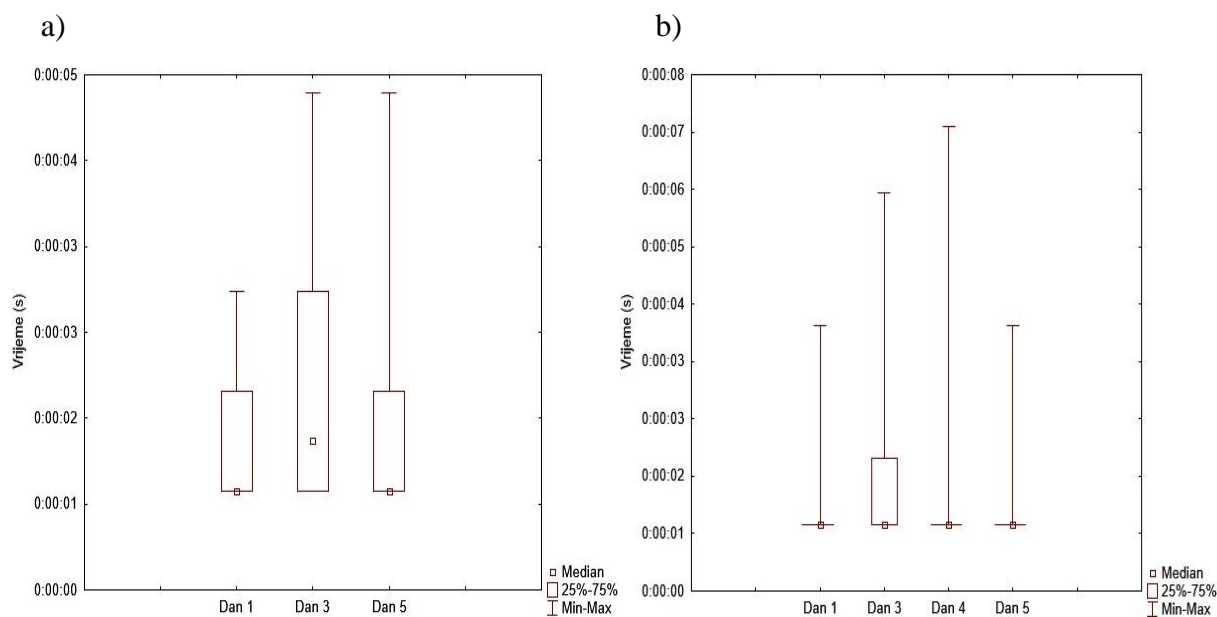 a)
0:00:05
0:00:04
0:00:03
0:00:03
0:00:02
0:00:01
0:00:00
Vrijeme (s)
Dan 1 Dan 3 Dan 5
Median
25%-75%
Min-Max
b)
0:00:08
0:00:07
0:00:06
0:00:05
0:00:04
0:00:03
0:00:03
0:00:02
0:00:01
0:00:00
Vrijeme (s)
Dan 1 Dan 3 Dan 4 Dan 5
Median
25%-75%
Min-Max